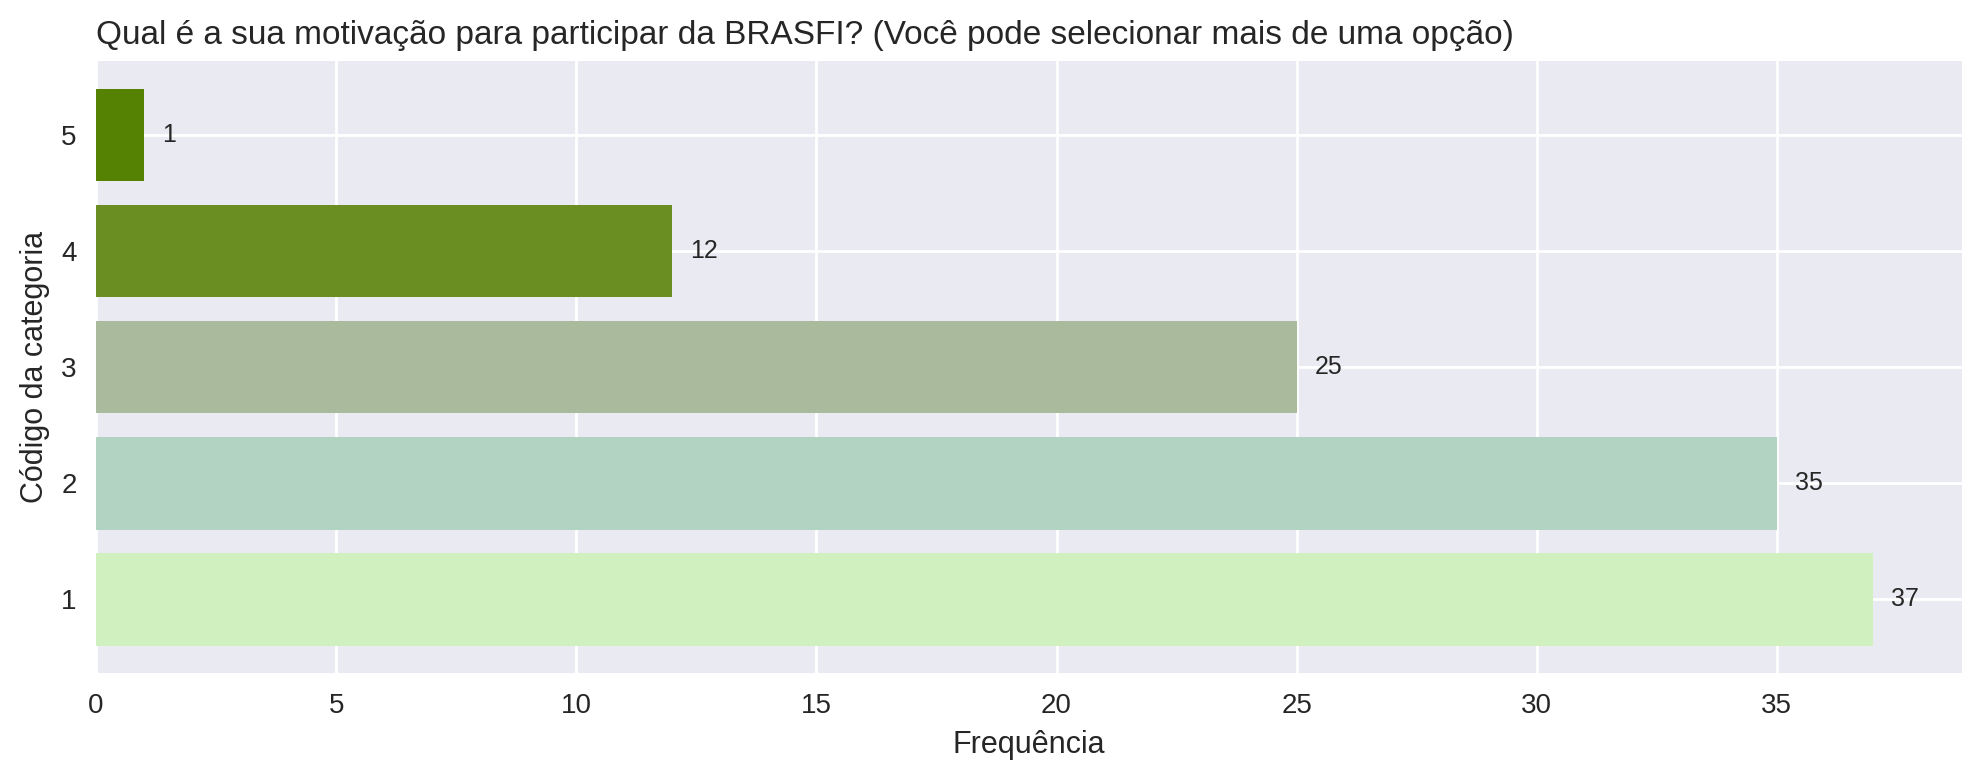 Qual é a sua motivação para participar da BRASFI? (Você pode selecionar mais de uma opção)
Código da categoria
5 1
4 12
3 25
2 35
1 37
0 5 10 15 20 25 30 35
Frequência